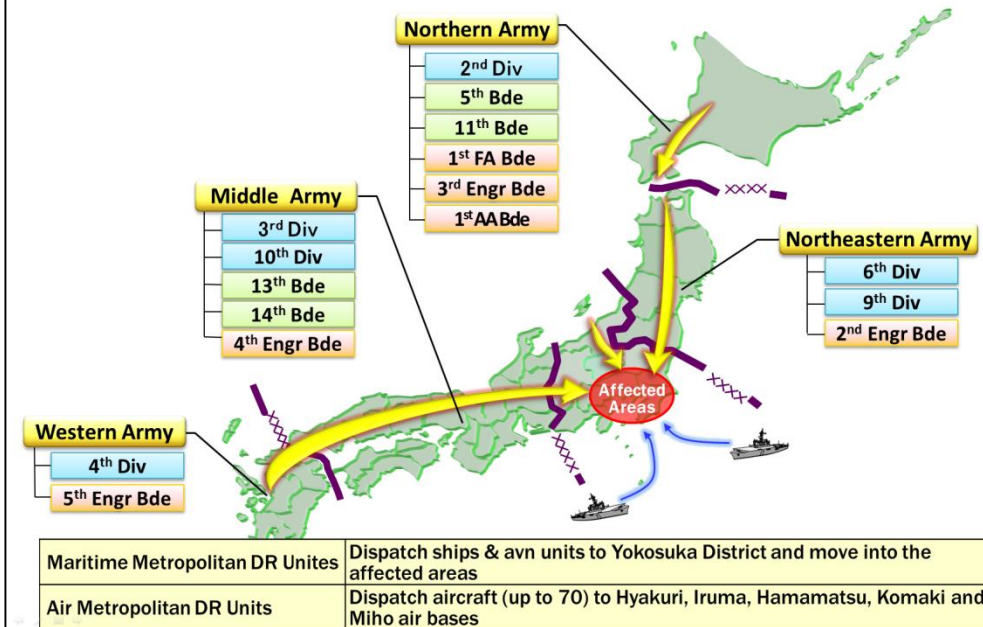 Northern Army
2nd Div
5th Bde
11th Bde
1st FA Bde
3rd Engr Bde
1st AA Bde
Middle Army
3rd Div
10th Div
13th Bde
14th Bde
4th Engr Bde
Northeastern Army
6th Div
9th Div
2nd Engr Bde
Western Army
4th Div
5th Engr Bde
Affected
Areas
Maritime Metropolitan DR Unites
Dispatch ships & avn units to Yokosuka District and move into the
affected areas
Air Metropolitan DR Units
Dispatch aircraft (up to 70) to Hyakuri, Iruma, Hamamatsu, Komaki and
Miho air bases